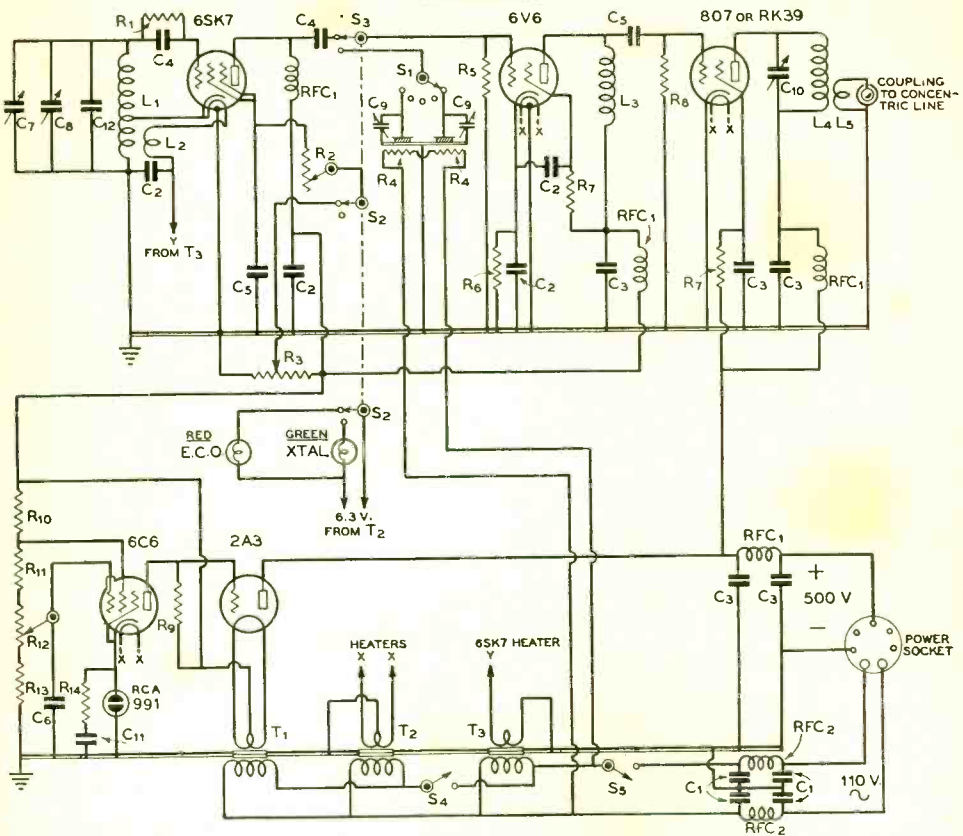 R1
6SK7
C4
S3
6V6
C5
807 OR RK39
C4
S1
R5
R8
C7
C8
C12
L1
RFC1
C9
C9
L3
C10
L4
L5
COUPLING
TO CONCEN-
TRIC LINE
L2
R2
R4
R4
C2
R7
C2
S2
RFC1
Y
FROM T3
C5
C2
R6
C2
C3
R7
C3
C3
RFC1
R3
S2
RED
E.C.O
GREEN
XTAL
6.3 V.
FROM T2
R10
6C6
2A3
RFC1
R11
C3
C3
+
500 V
−
R12
R9
X
X
HEATERS
X X
6SK7 HEATER
Y
POWER
SOCKET
R13
R14
RCA
991
C6
C11
T1
T2
T3
RFC2
S4
S5
C1
C1
110 V.
RFC2
X
X
X
X